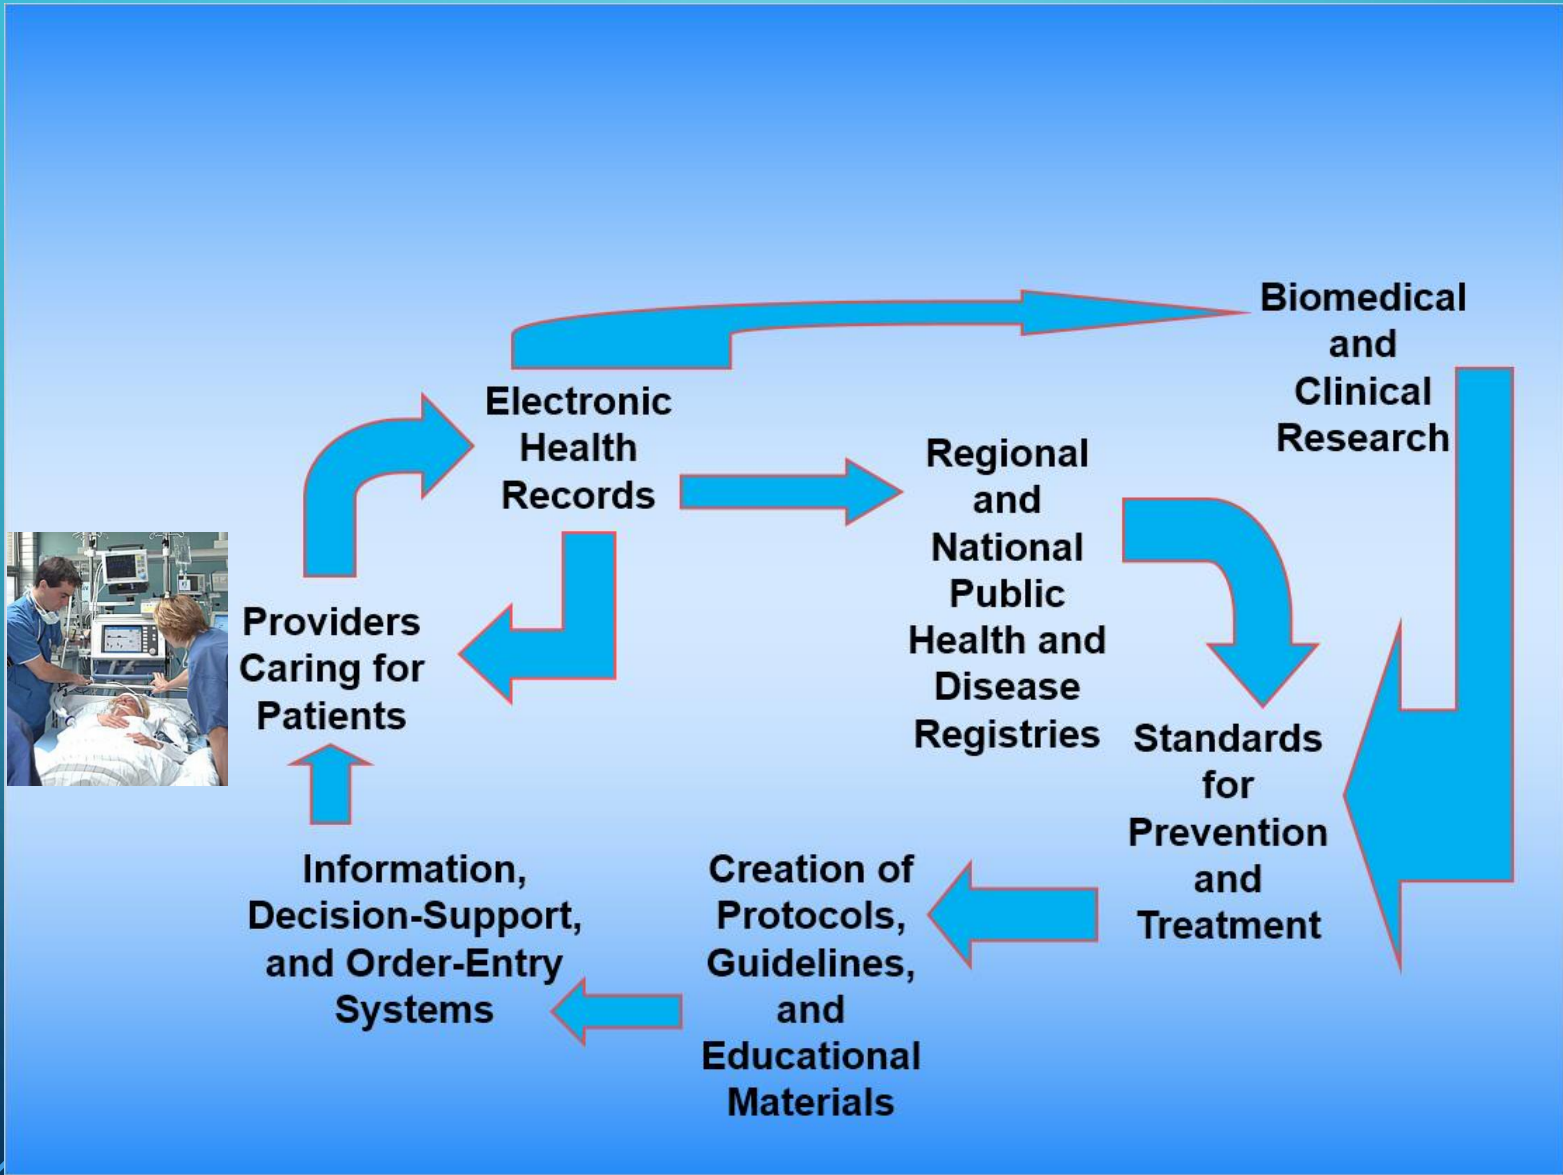 Biomedical
and
Clinical
Research
Electronic
Health
Records
Regional
and
National
Public
Health and
Disease
Registries
Providers
Caring for
Patients
Standards
for
Prevention
and
Treatment
Information,
Decision-Support,
and Order-Entry
Systems
Creation of
Protocols,
Guidelines,
and
Educational
Materials